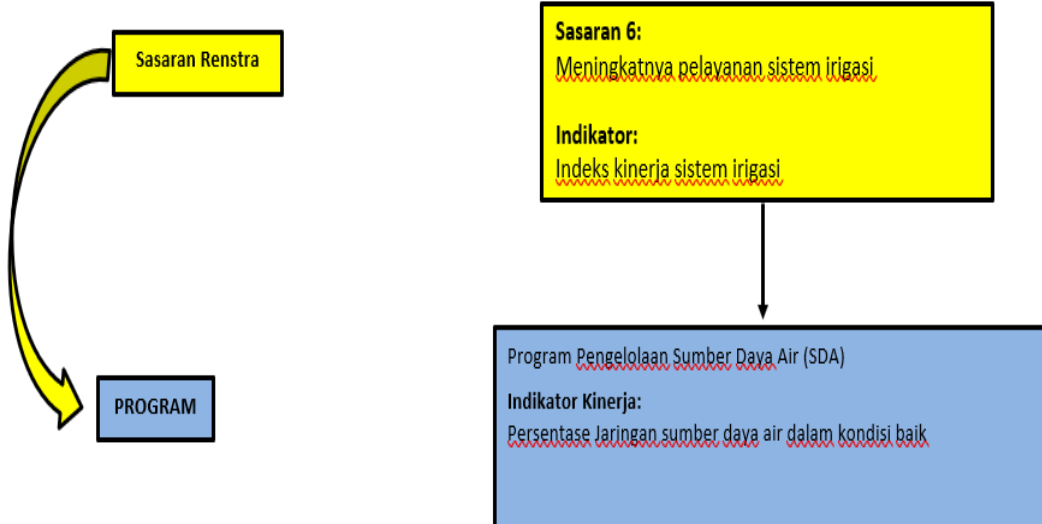 Sasaran Renstra
Sasaran 6:
Meningkatnya pelayanan sistem irigasi
Indikator:
Indeks kinerja sistem irigasi
PROGRAM
Program Pengelolaan Sumber Daya Air (SDA)
Indikator Kinerja:
Persentase Jaringan sumber daya air dalam kondisi baik